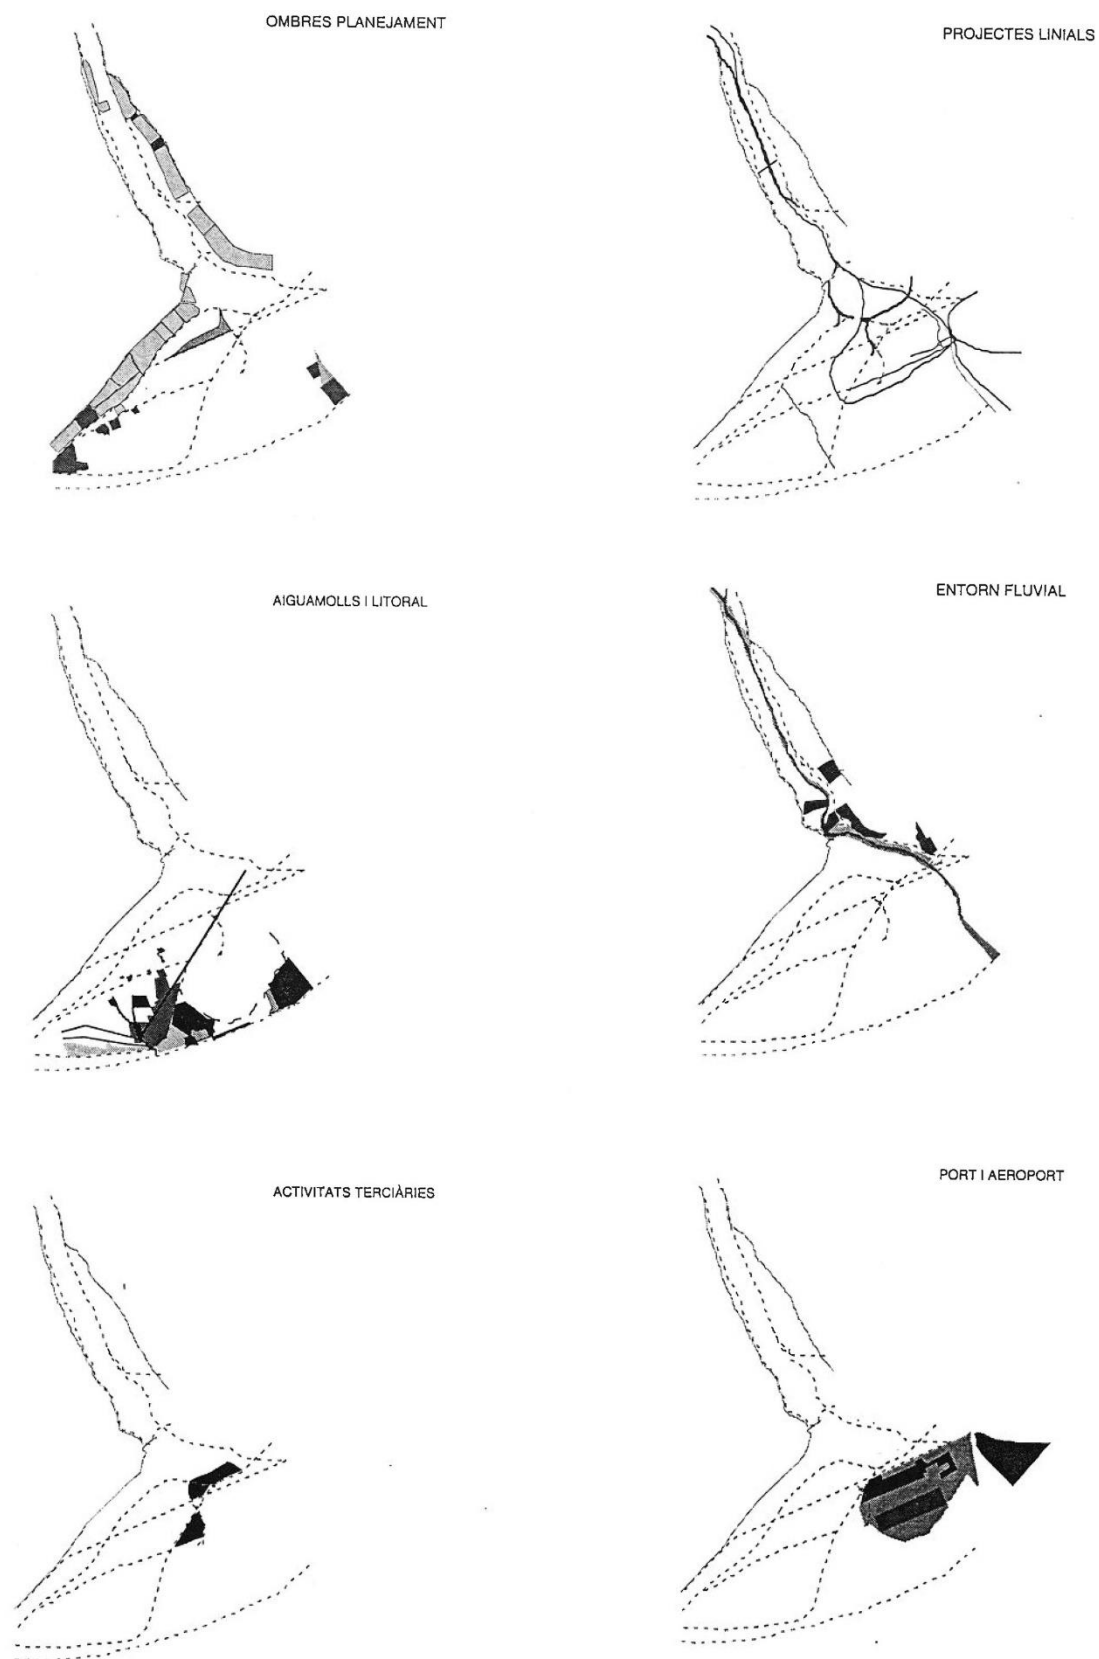 OMBRES PLANEJAMENT
PROJECTES LINIALS
AIGUAMOLLS I LITORAL
ENTORN FLUVIAL
ACTIVITATS TERCIÀRIES
PORT I AEROPORT